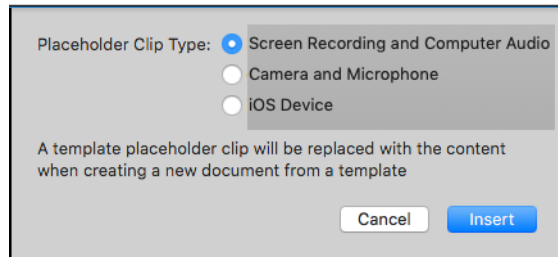 Placeholder Clip Type: Screen Recording and Computer Audio
Camera and Microphone
iOS Device
A template placeholder clip will be replaced with the content
when creating a new document from a template
Cancel Insert